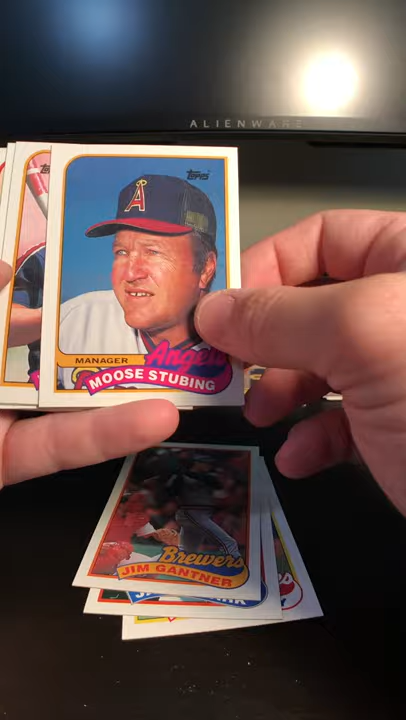 ALIENWARE
TOPPS
A
MANAGER
Angels
MOOSE STUBING
Brewers
JIM GANTNER